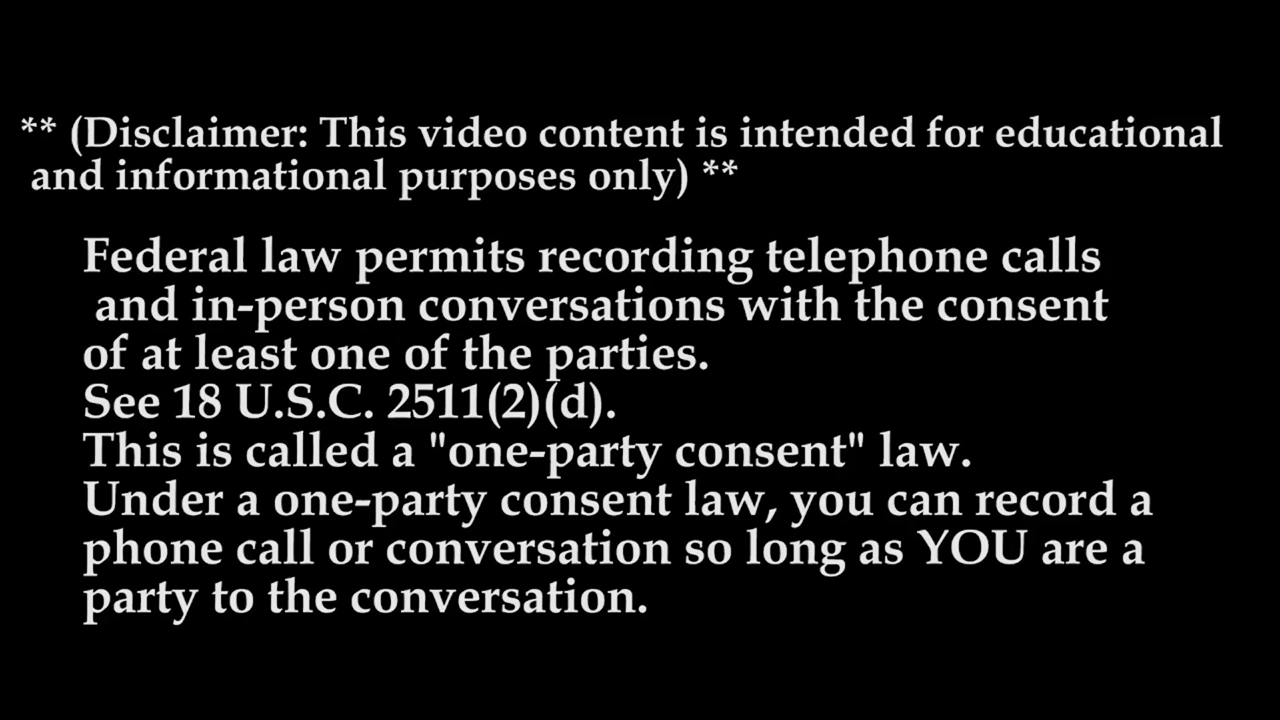 ** (Disclaimer: This video content is intended for educational
and informational purposes only) **
Federal law permits recording telephone calls
and in-person conversations with the consent
of at least one of the parties.
See 18 U.S.C. 2511(2)(d).
This is called a "one-party consent" law.
Under a one-party consent law, you can record a
phone call or conversation so long as YOU are a
party to the conversation.